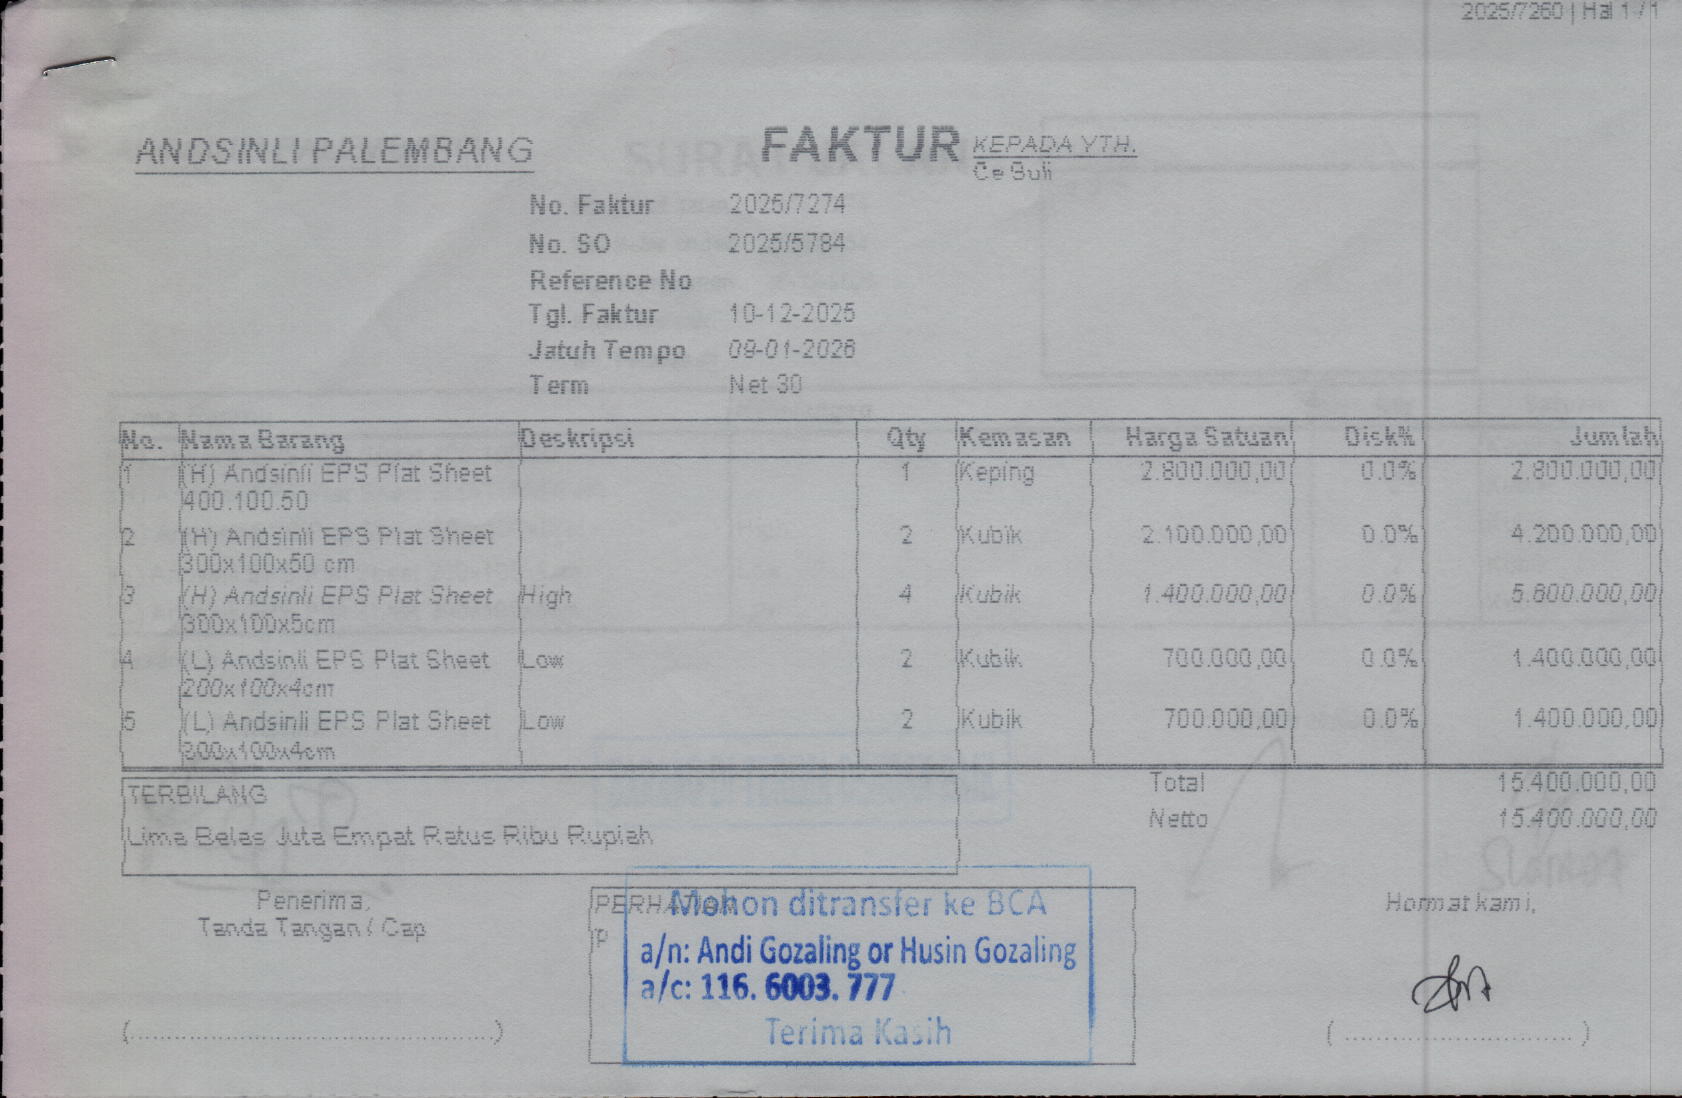 2025/7260 | Hal 1 / 1
ANDSINLI PALEMBANG
FAKTUR
KEPADA YTH.
Ce Suli
No. Faktur 2025/7274
No. SO 2025/5784
Reference No
Tgl. Faktur 10-12-2025
Jatuh Tempo 09-01-2026
Term Net 30
No. Nama Barang Deskripsi Qty Kemasan Harga Satuan Disk% Jumlah
1 (H) Andsinli EPS Plat Sheet 1 Keping 2.800.000,00 0.0% 2.800.000,00
400.100.50
2 (H) Andsinli EPS Plat Sheet 2 Kubik 2.100.000,00 0.0% 4.200.000,00
300x100x50 cm
3 (H) Andsinli EPS Plat Sheet High 4 Kubik 1.400.000,00 0.0% 5.600.000,00
300x100x5cm
4 (L) Andsinli EPS Plat Sheet Low 2 Kubik 700.000,00 0.0% 1.400.000,00
200x100x4cm
5 (L) Andsinli EPS Plat Sheet Low 2 Kubik 700.000,00 0.0% 1.400.000,00
300x100x4cm
Total 15.400.000,00
Netto 15.400.000,00
TERBILANG
Lima Belas Juta Empat Ratus Ribu Rupiah
Penerima,
Tanda Tangan / Cap
(............................................)
PERHATIAN
p
Mohon ditransfer ke BCA
a/n: Andi Gozaling or Husin Gozaling
a/c: 116. 6003. 777
Terima Kasih
Hormat kami,
( ............................ )